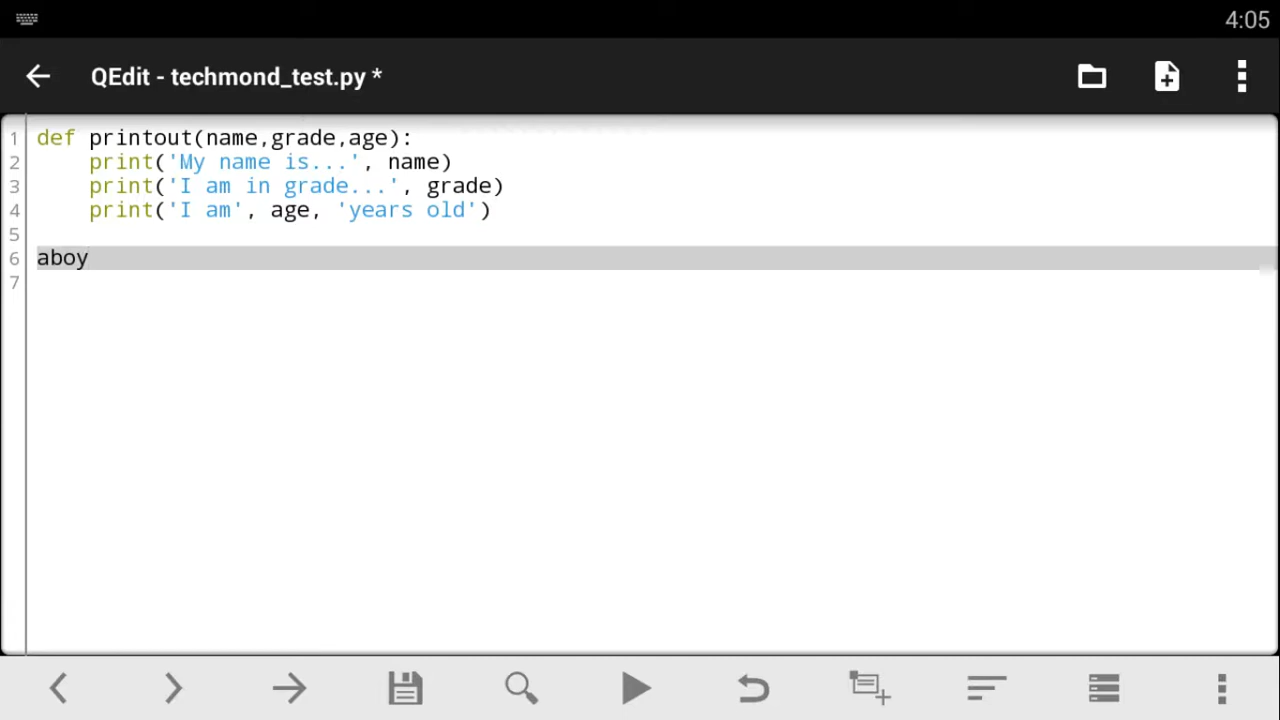 4:05
QEdit - techmond_test.py *
1 def printout(name,grade,age):
2     print('My name is...', name)
3     print('I am in grade...', grade)
4     print('I am', age, 'years old')
5
6 aboy
7